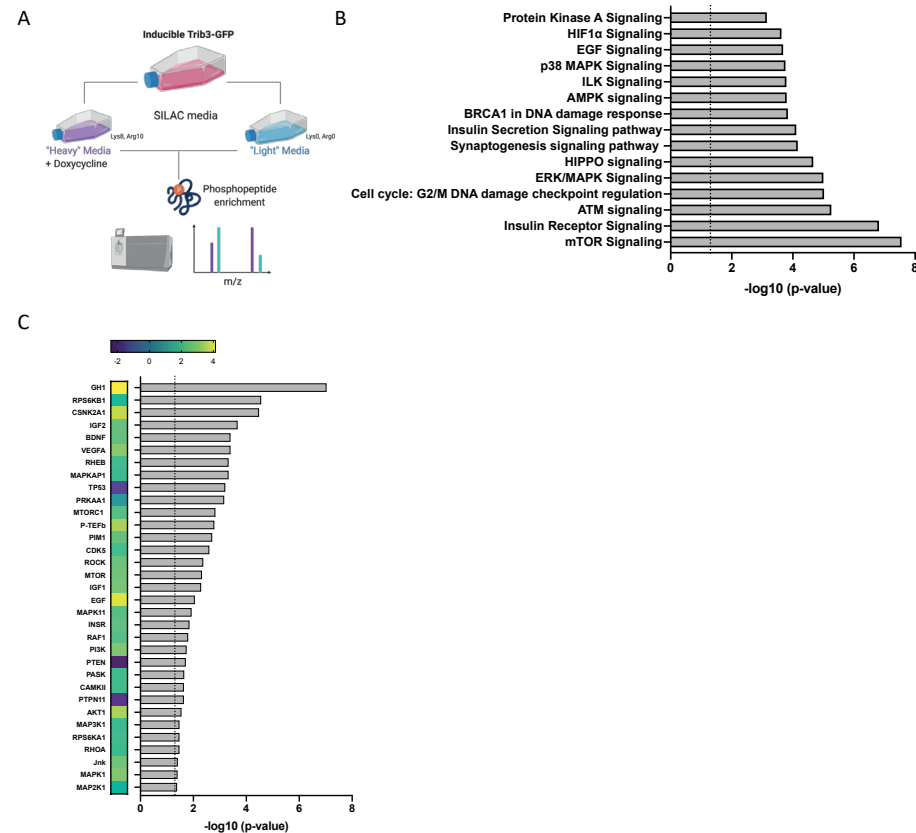 A
Inducible Trib3-GFP
SILAC media
Lys8, Arg10
Lys0, Arg0
"Heavy" Media
"Light" Media
+ Doxycycline
Phosphopeptide
enrichment
m/z
B
Protein Kinase A Signaling
HIF1α Signaling
EGF Signaling
p38 MAPK Signaling
ILK Signaling
AMPK signaling
BRCA1 in DNA damage response
Insulin Secretion Signaling pathway
Synaptogenesis signaling pathway
HIPPO signaling
ERK/MAPK Signaling
Cell cycle: G2/M DNA damage checkpoint regulation
ATM signaling
Insulin Receptor Signaling
mTOR Signaling
0 2 4 6 8
-log10 (p-value)
C
-2 0 2 4
GH1
RPS6KB1
CSNK2A1
IGF2
BDNF
VEGFA
RHEB
MAPKAP1
TP53
PRKAA1
MTORC1
P-TEFb
PIM1
CDK5
ROCK
MTOR
IGF1
EGF
MAPK11
INSR
RAF1
PI3K
PTEN
PASK
CAMKII
PTPN11
AKT1
MAP3K1
RPS6KA1
RHOA
Jnk
MAPK1
MAP2K1
0 2 4 6 8
-log10 (p-value)